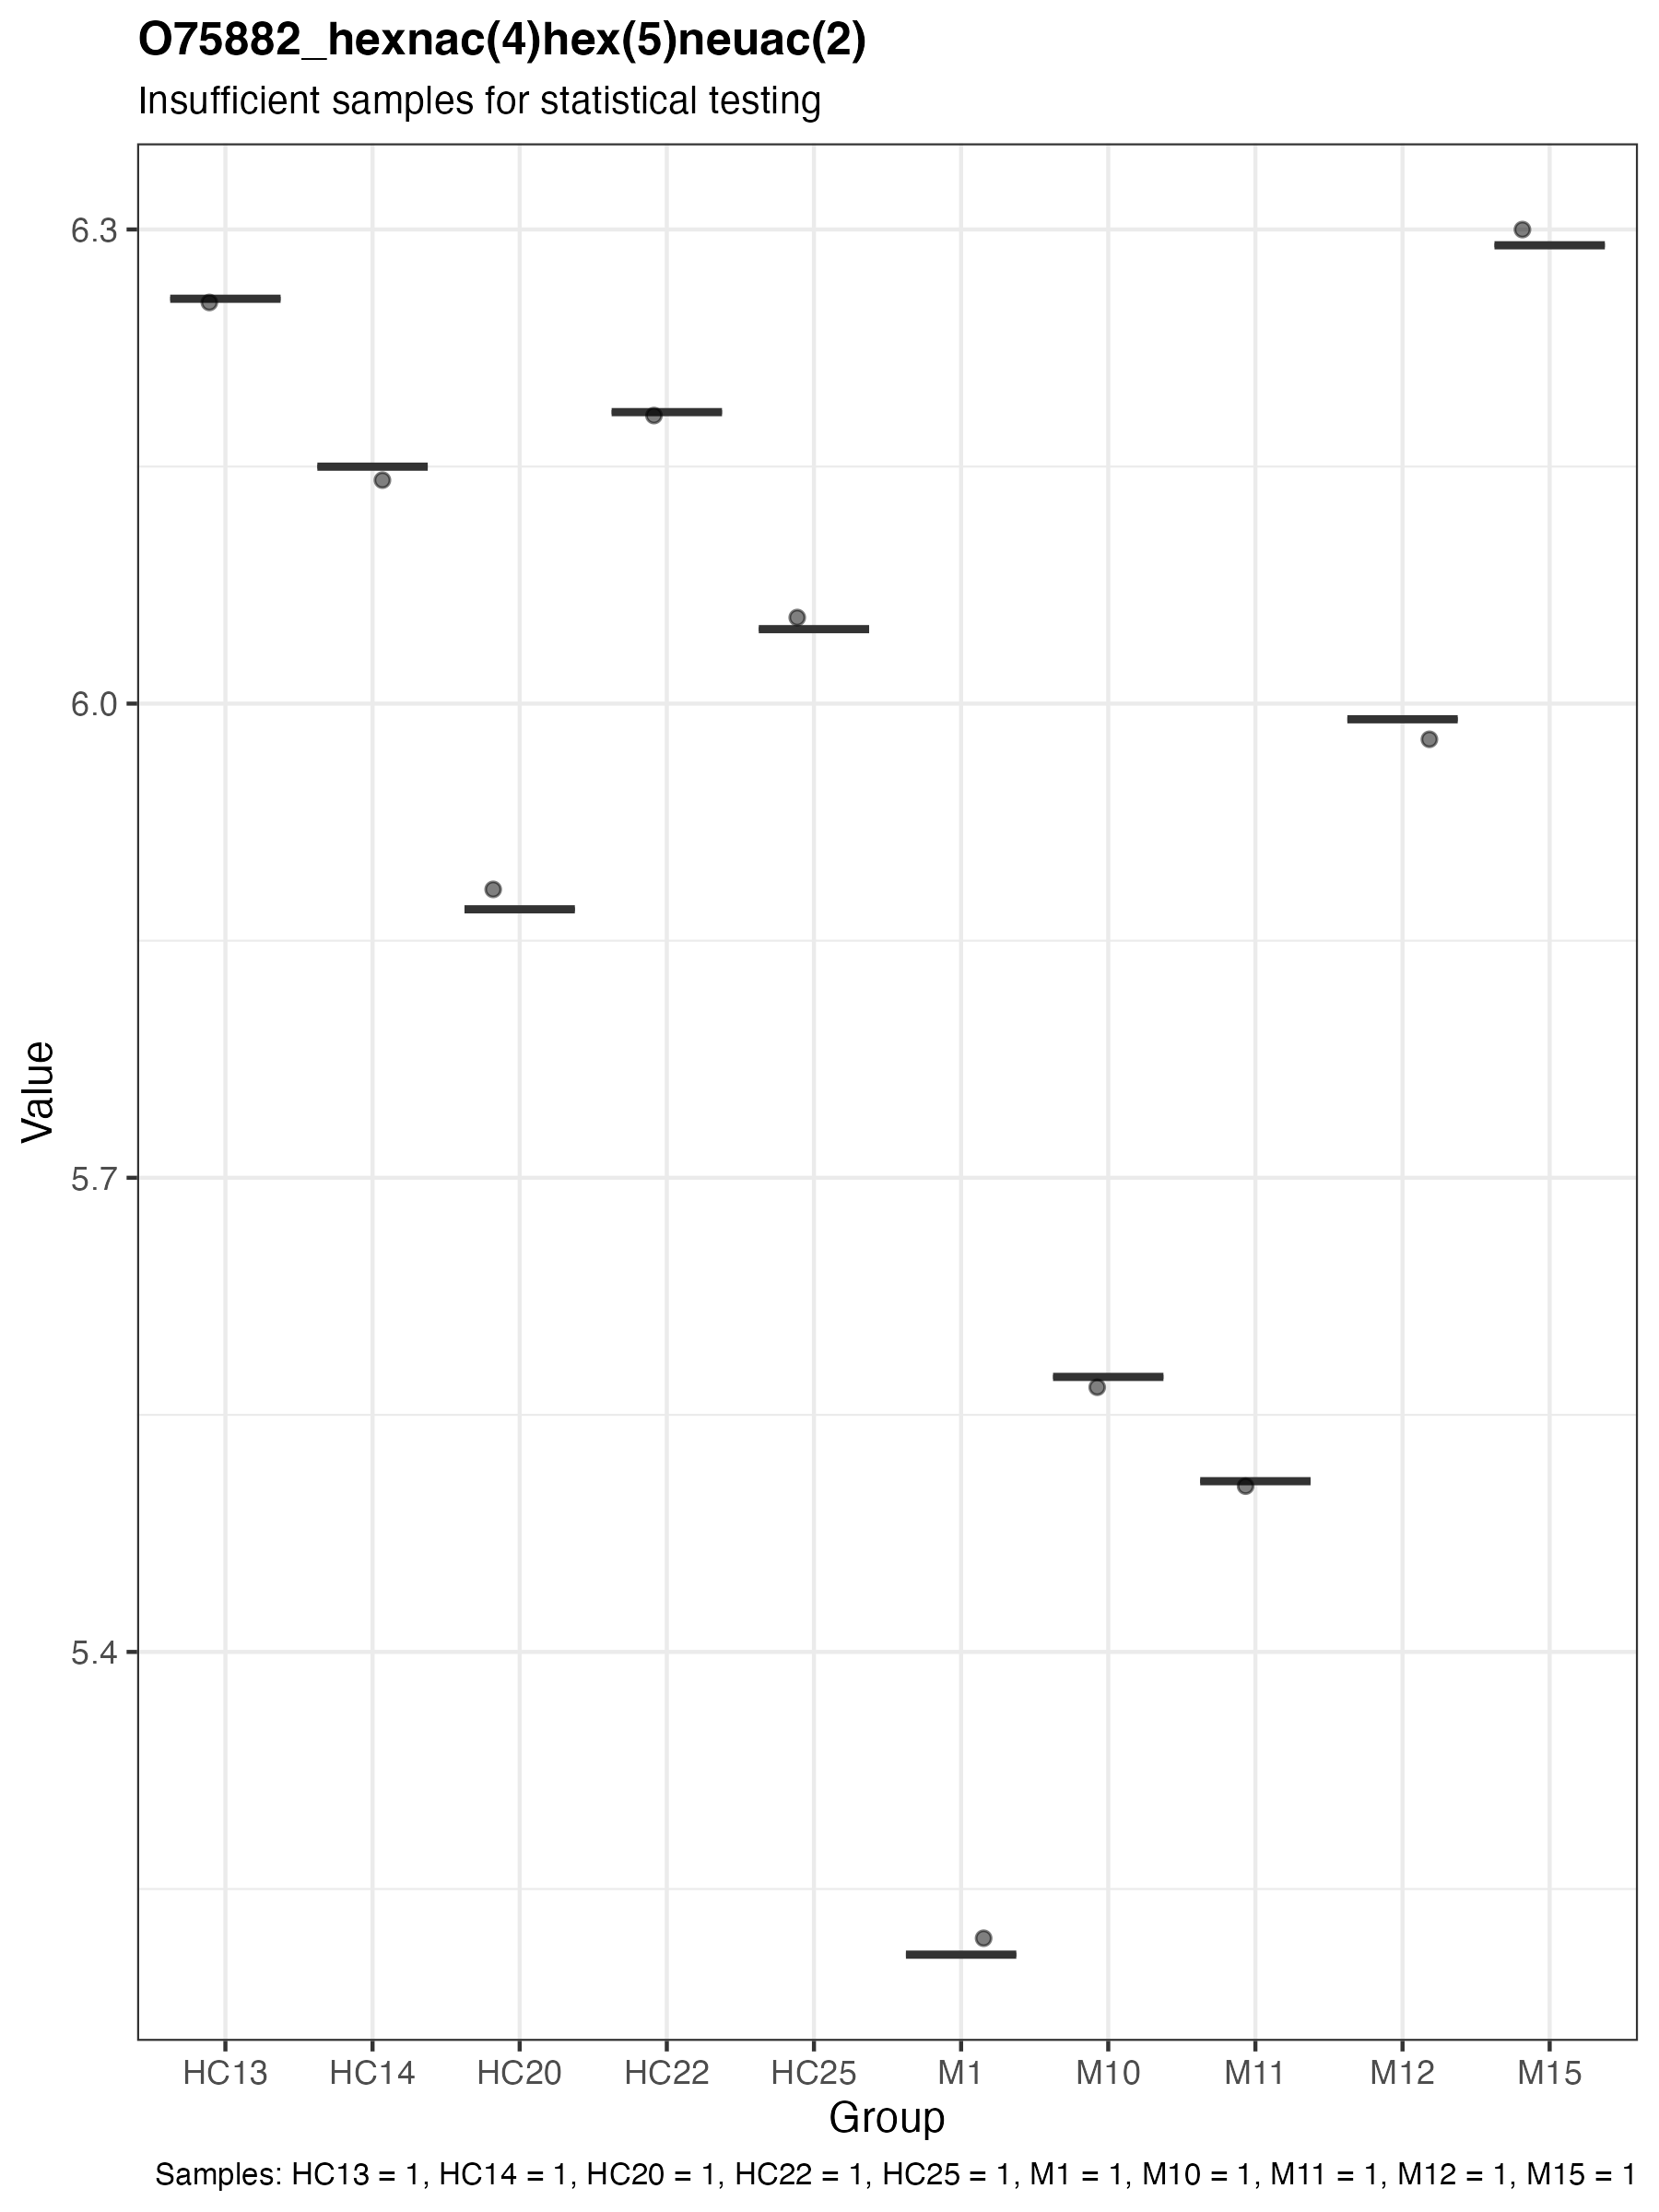 O75882_hexnac(4)hex(5)neuac(2)
Insufficient samples for statistical testing
6.3
6.0
5.7
5.4
Value
HC13 HC14 HC20 HC22 HC25 M1 M10 M11 M12 M15
Group
Samples: HC13 = 1, HC14 = 1, HC20 = 1, HC22 = 1, HC25 = 1, M1 = 1, M10 = 1, M11 = 1, M12 = 1, M15 = 1